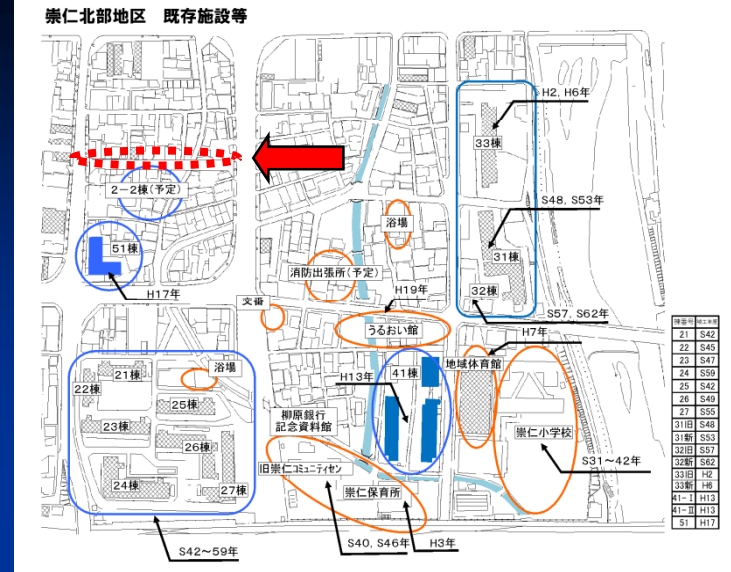 崇仁北部地区 既存施設等
H2, H6年
33棟
2－2棟(予定)
S48, S53年
浴場
51棟
31棟
消防出張所(予定)
H17年
H19年
32棟
S57, S62年
うるおい館
H7年
浴場
21棟
22棟
H13年
41棟
地域体育館
25棟
23棟
柳原銀行
記念資料館
崇仁小学校
26棟
旧崇仁コミュニティセン
S31～42年
24棟
27棟
崇仁保育所
S42～59年
S40, S46年
H3年
棟番号 竣工年度
21 S42
22 S45
23 S47
24 S59
25 S42
26 S49
27 S55
31旧 S48
31新 S53
32旧 S57
32新 S62
33旧 H2
33新 H6
41－Ⅰ H13
41－Ⅱ H13
51 H17